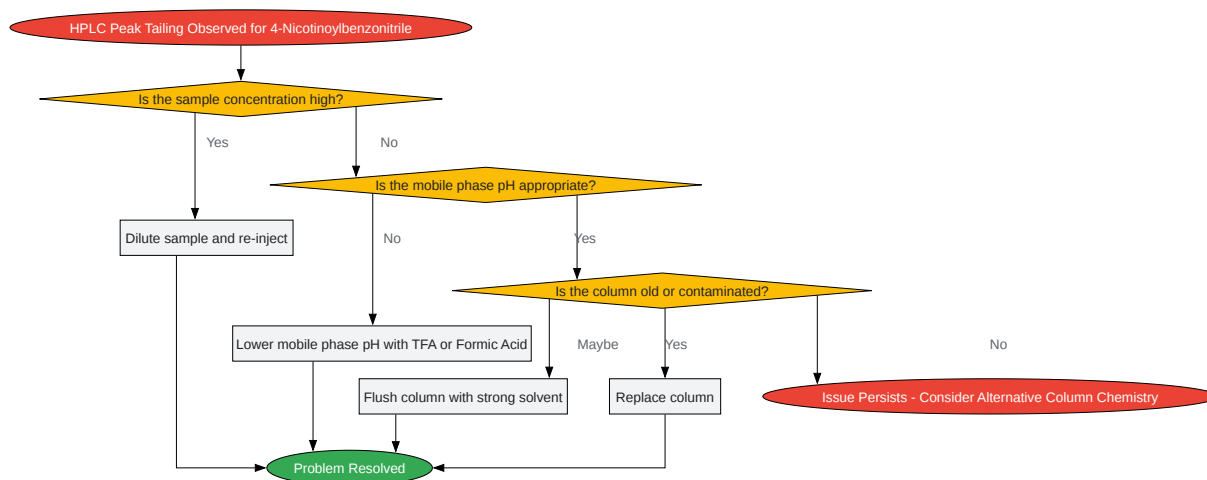 HPLC Peak Tailing Observed for 4-Nicotinoylbenzonitrile
Is the sample concentration high?
Yes
No
Is the mobile phase pH appropriate?
Dilute sample and re-inject
No
Yes
Is the column old or contaminated?
Lower mobile phase pH with TFA or Formic Acid
Maybe
Yes
No
Flush column with strong solvent
Replace column
Issue Persists - Consider Alternative Column Chemistry
Problem Resolved